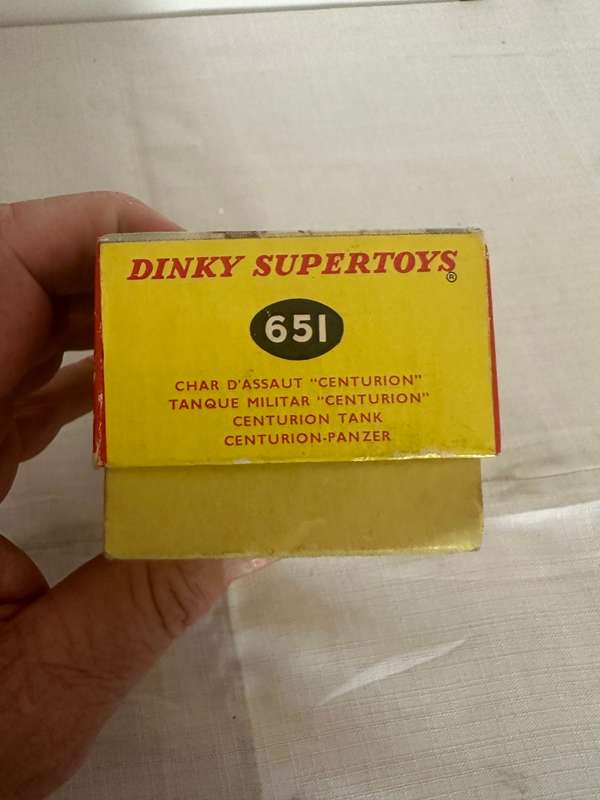 DINKY SUPERTOYS®
651
CHAR D'ASSAUT "CENTURION"
TANQUE MILITAR "CENTURION"
CENTURION TANK
CENTURION-PANZER